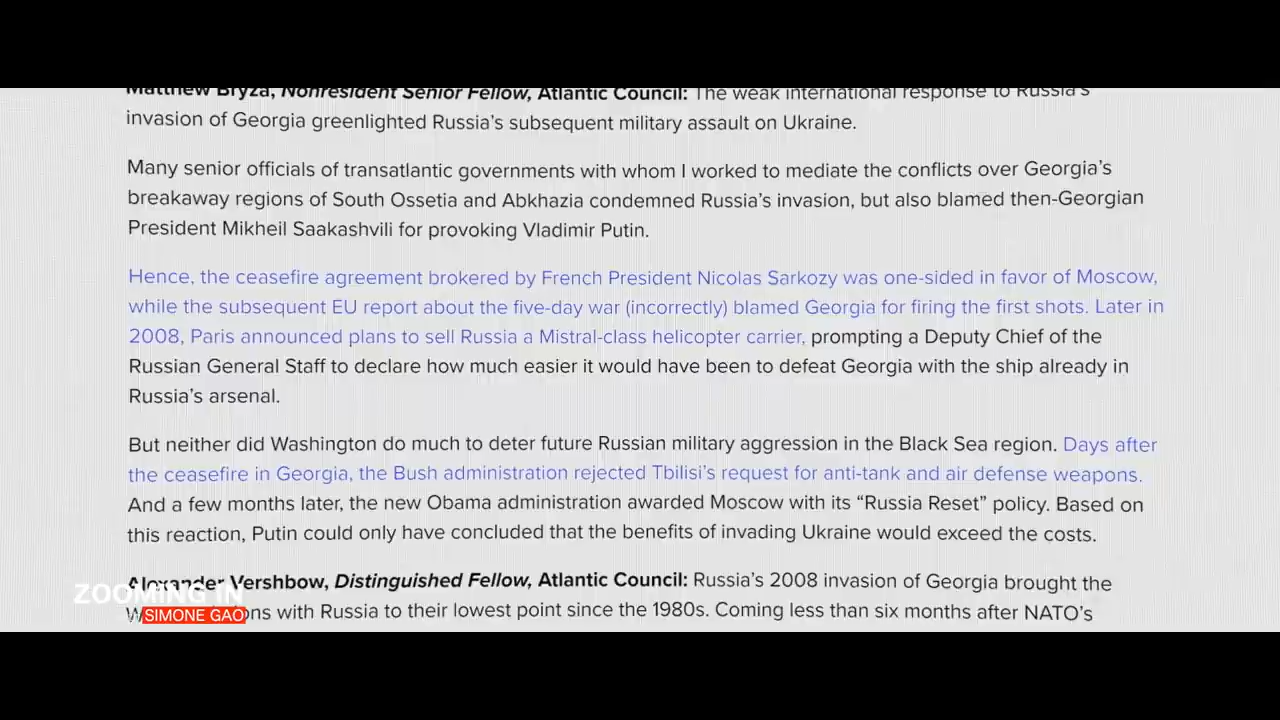 Matthew Bryza, Nonresident Senior Fellow, Atlantic Council: The weak international response to Russia's
invasion of Georgia greenlighted Russia's subsequent military assault on Ukraine.
Many senior officials of transatlantic governments with whom I worked to mediate the conflicts over Georgia's
breakaway regions of South Ossetia and Abkhazia condemned Russia's invasion, but also blamed then-Georgian
President Mikheil Saakashvili for provoking Vladimir Putin.
Hence, the ceasefire agreement brokered by French President Nicolas Sarkozy was one-sided in favor of Moscow,
while the subsequent EU report about the five-day war (incorrectly) blamed Georgia for firing the first shots. Later in
2008, Paris announced plans to sell Russia a Mistral-class helicopter carrier, prompting a Deputy Chief of the
Russian General Staff to declare how much easier it would have been to defeat Georgia with the ship already in
Russia's arsenal.
But neither did Washington do much to deter future Russian military aggression in the Black Sea region. Days after
the ceasefire in Georgia, the Bush administration rejected Tbilisi's request for anti-tank and air defense weapons.
And a few months later, the new Obama administration awarded Moscow with its “Russia Reset” policy. Based on
this reaction, Putin could only have concluded that the benefits of invading Ukraine would exceed the costs.
Alexander Vershbow, Distinguished Fellow, Atlantic Council: Russia's 2008 invasion of Georgia brought the
with Russia to their lowest point since the 1980s. Coming less than six months after NATO's
ZOOMING IN
SIMONE GAO